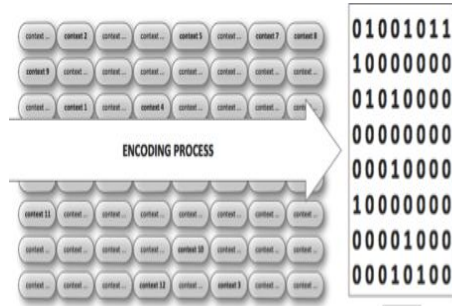 context ... context 2 context ... context ... context 5 context ... context 7 context 8
context 9 context ... context ... context ... context ... context ... context ... context ...
context ... context 1 context ... context 4 context ... context ... context ...
ENCODING PROCESS
context 11 context ... context ... context ... context ... context ... context ... context ...
context ... context ... context ... context ... context 10 context ... context ... context ...
context ... context ... context ... context 12 context ... context 3 context ... context ...
01001011
10000000
01010000
00000000
00010000
10000000
00001000
00010100